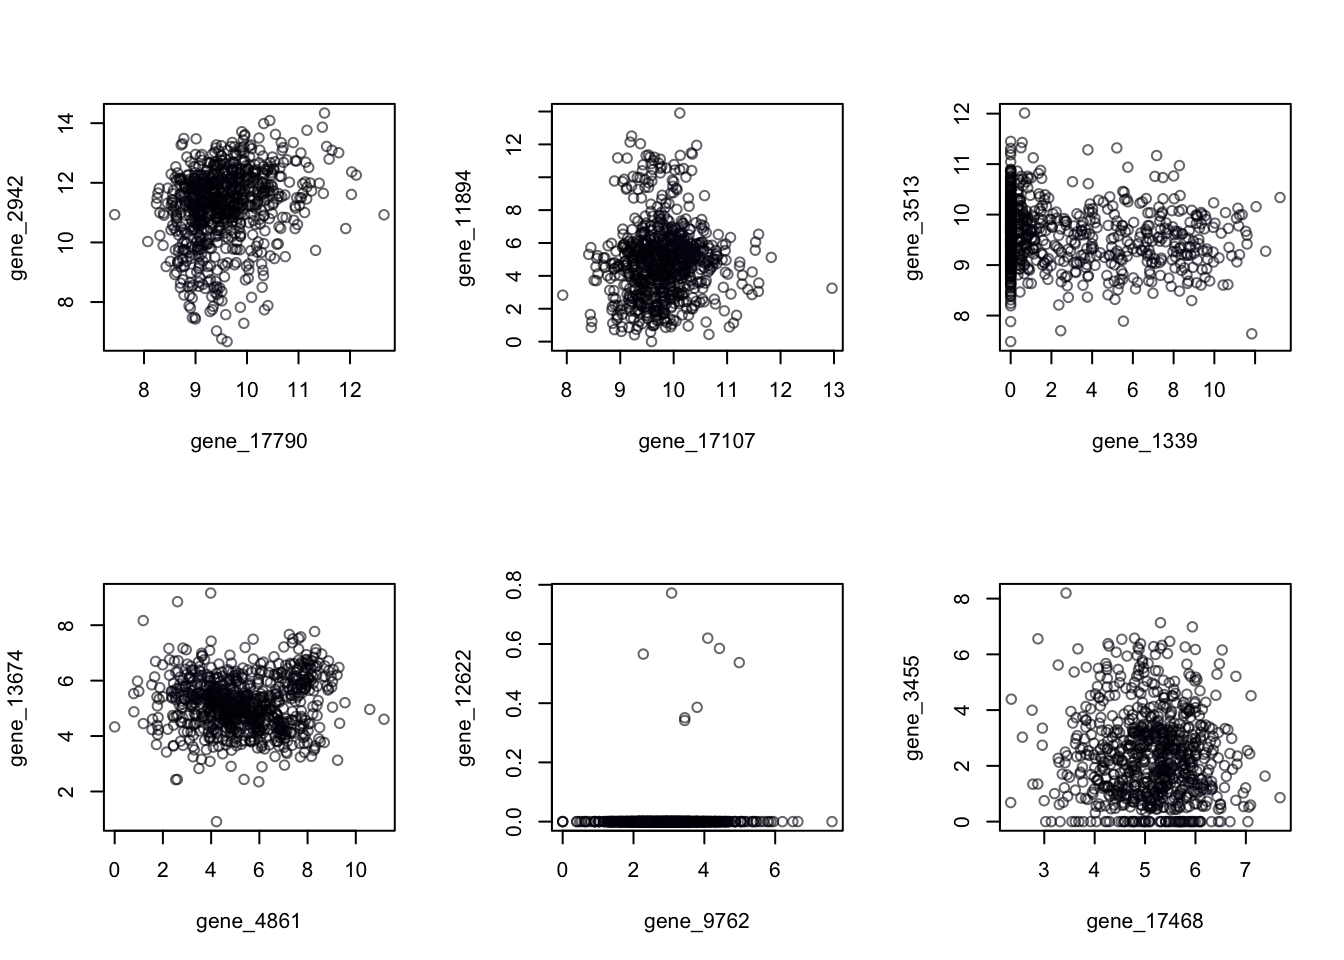 gene_2942
14
12
10
8
8 9 10 11 12
gene_17790
gene_11894
12
8
6
4
2
0
8 9 10 11 12 13
gene_17107
gene_3513
12
11
10
9
8
0 2 4 6 8 10
gene_1339
gene_13674
8
6
4
2
0 2 4 6 8 10
gene_4861
gene_12622
0.8
0.6
0.4
0.2
0.0
0 2 4 6
gene_9762
gene_3455
8
6
4
2
0
3 4 5 6 7
gene_17468